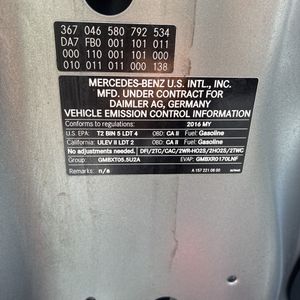 367 046 580 792 534
DA7 FB0 001 101 011
000 110 101 101 000
010 011 011 000 138
MERCEDES-BENZ U.S. INTL., INC.
MFD. UNDER CONTRACT FOR
DAIMLER AG, GERMANY
VEHICLE EMISSION CONTROL INFORMATION
Conforms to regulations: 2016 MY
U.S. EPA: T2 BIN 5 LDT 4 OBD: CA II Fuel: Gasoline
California: ULEV II LDT 2 OBD: CA II Fuel: Gasoline
No adjustments needed. DFI/2TC/CAC/2WR-HO2S/2HO2S/2TWC
Group: GMBXT05.5U2A EVAP: GMBXR0170LNF
Remarks: n/a A 157 221 06 00